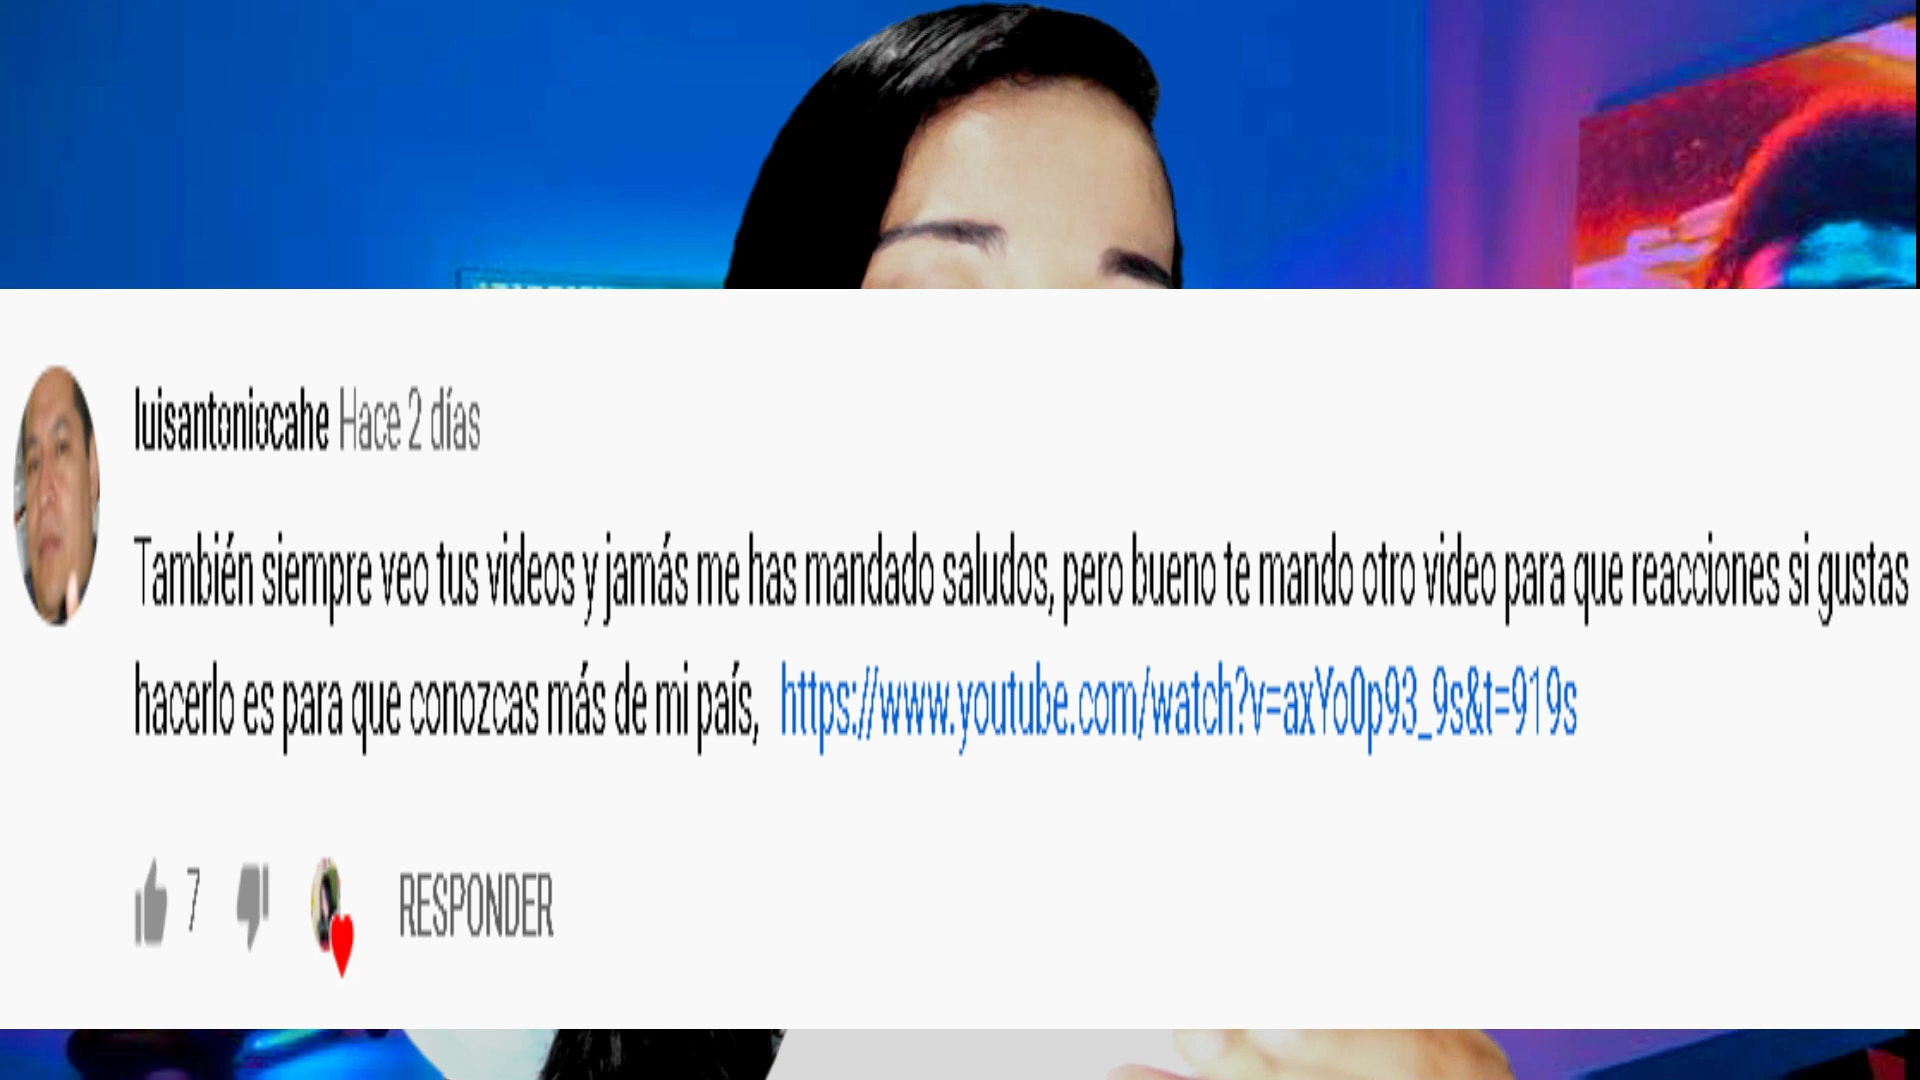 luisantoniocahe Hace 2 días
También siempre veo tus videos y jamás me has mandado saludos, pero bueno te mando otro video para que reacciones si gustas
hacerlo es para que conozcas más de mi país, https://www.youtube.com/watch?v=axYo0p93_9s&t=919s
7 RESPONDER